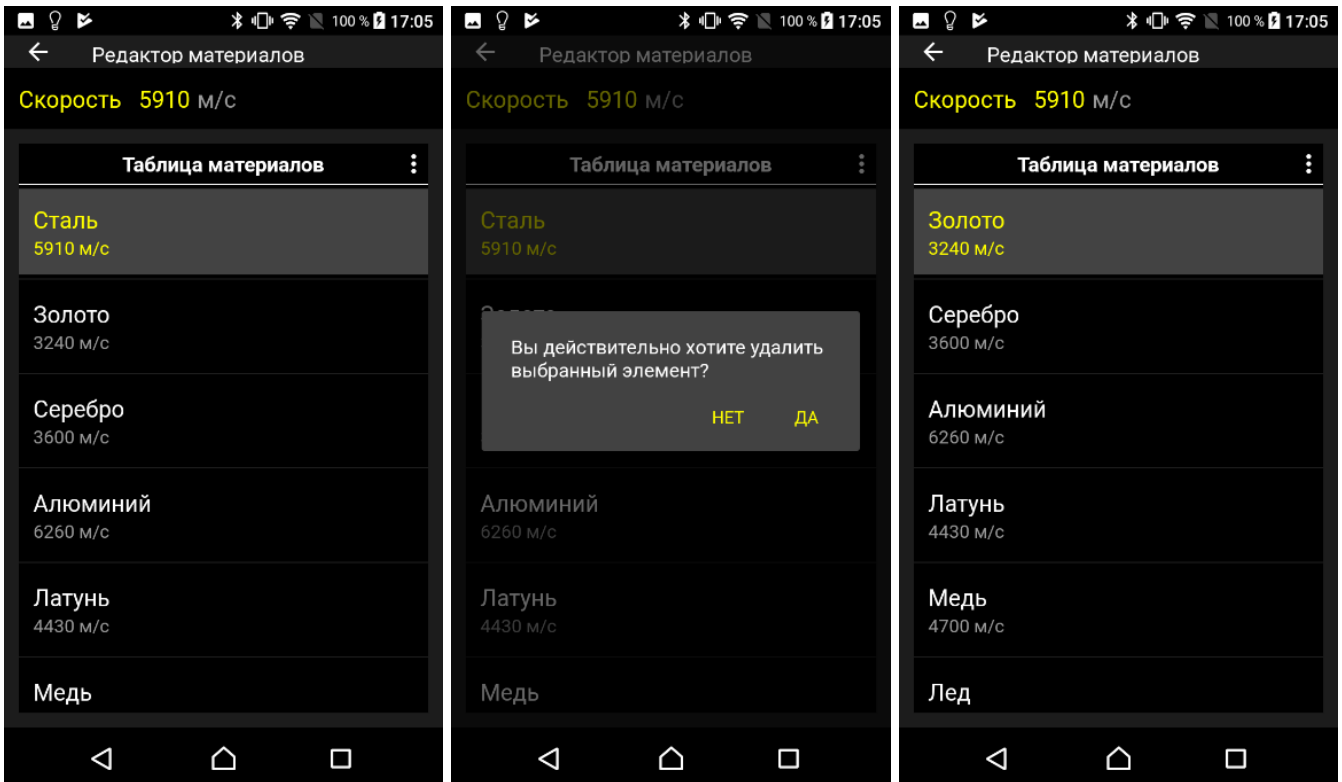 100 % 17:05
Редактор материалов
Скорость 5910 м/с
Таблица материалов
Сталь
5910 м/с
Золото
3240 м/с
Серебро
3600 м/с
Алюминий
6260 м/с
Латунь
4430 м/с
Медь
100 % 17:05
Редактор материалов
Скорость 5910 м/с
Таблица материалов
Сталь
5910 м/с
Вы действительно хотите удалить
выбранный элемент?
НЕТ ДА
Алюминий
6260 м/с
Латунь
4430 м/с
Медь
100 % 17:05
Редактор материалов
Скорость 5910 м/с
Таблица материалов
Золото
3240 м/с
Серебро
3600 м/с
Алюминий
6260 м/с
Латунь
4430 м/с
Медь
4700 м/с
Лед